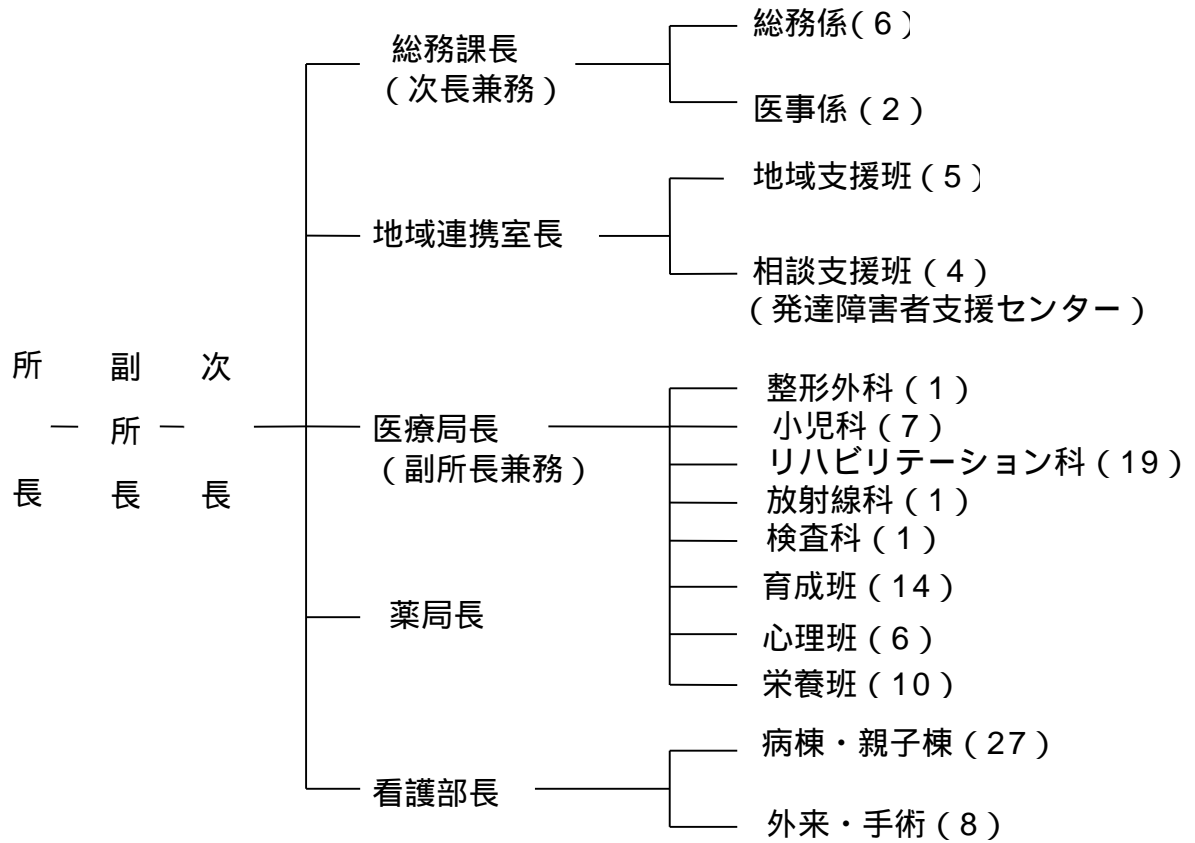 総務課長
(次長兼務)
総務係(6)
医事係(2)
地域連携室長
地域支援班(5)
相談支援班(4)
(発達障害者支援センター)
所長
副所長
次長
医療局長
(副所長兼務)
整形外科(1)
小児科(7)
リハビリテーション科(19)
放射線科(1)
検査科(1)
育成班(14)
心理班(6)
栄養班(10)
薬局長
看護部長
病棟・親子棟(27)
外来・手術(8)